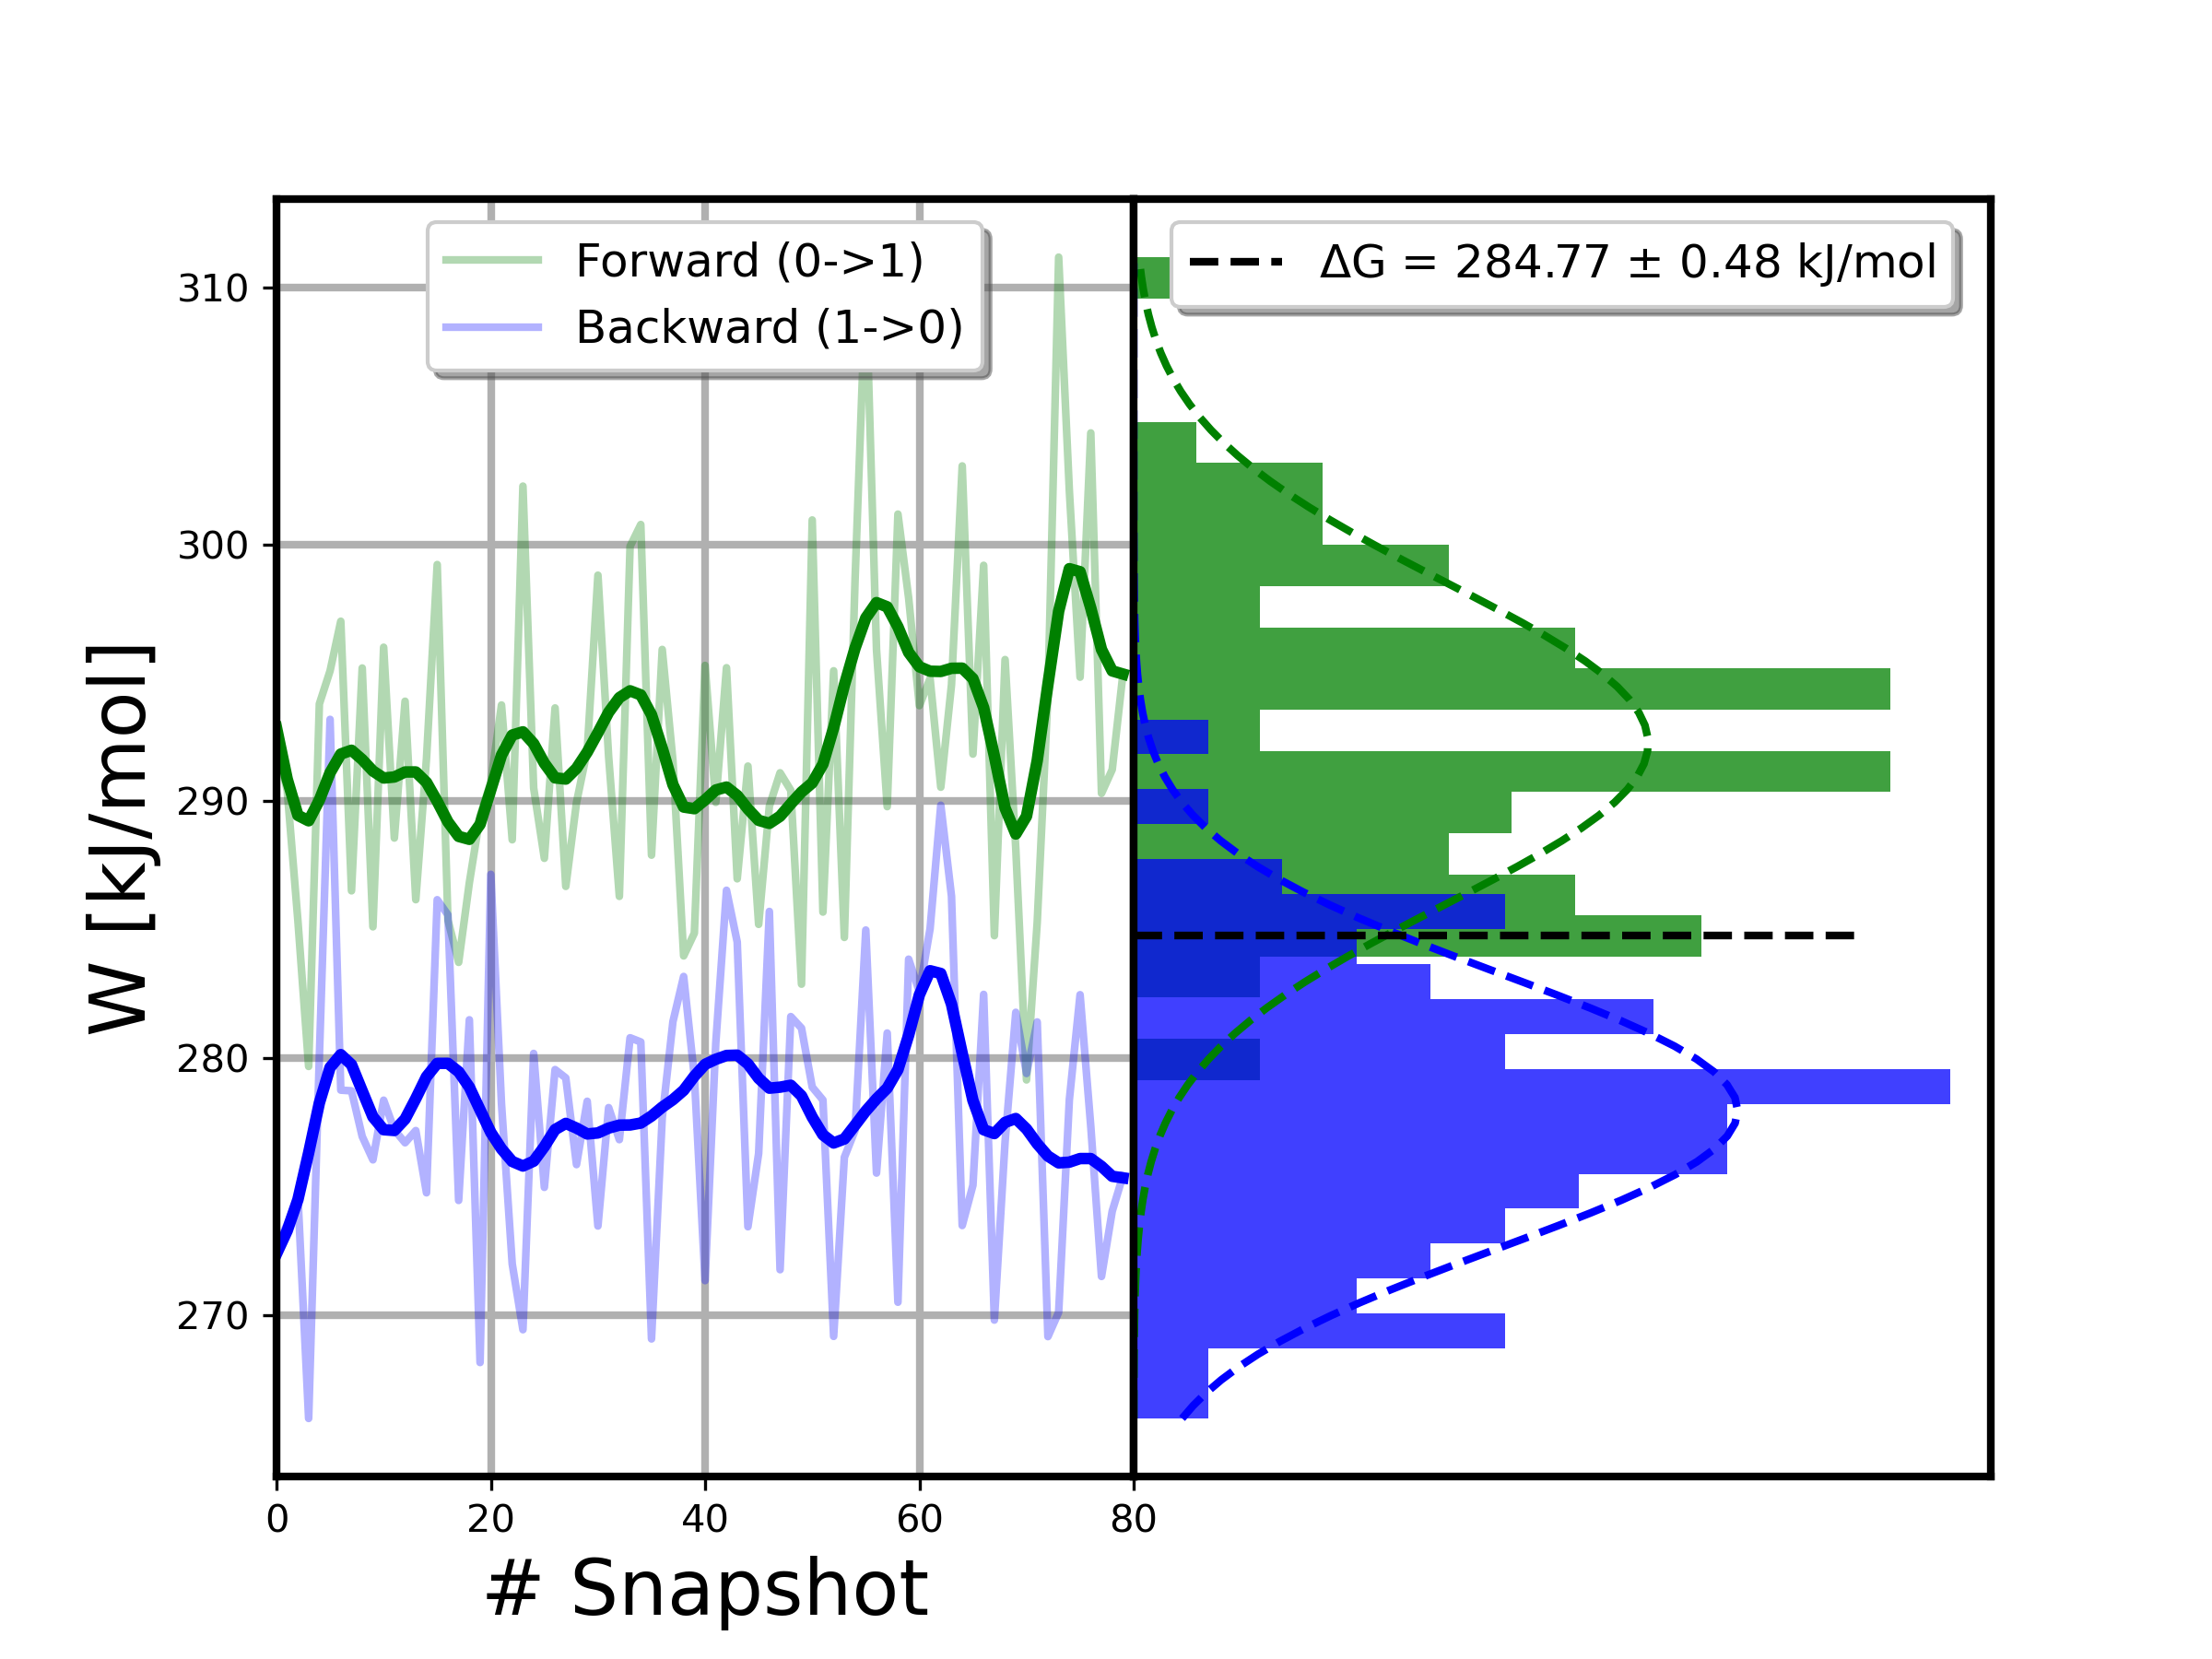 Forward (0->1)
Backward (1->0)
ΔG = 284.77 ± 0.48 kJ/mol
310
300
290
280
270
W [kJ/mol]
0
20
40
60
80
# Snapshot